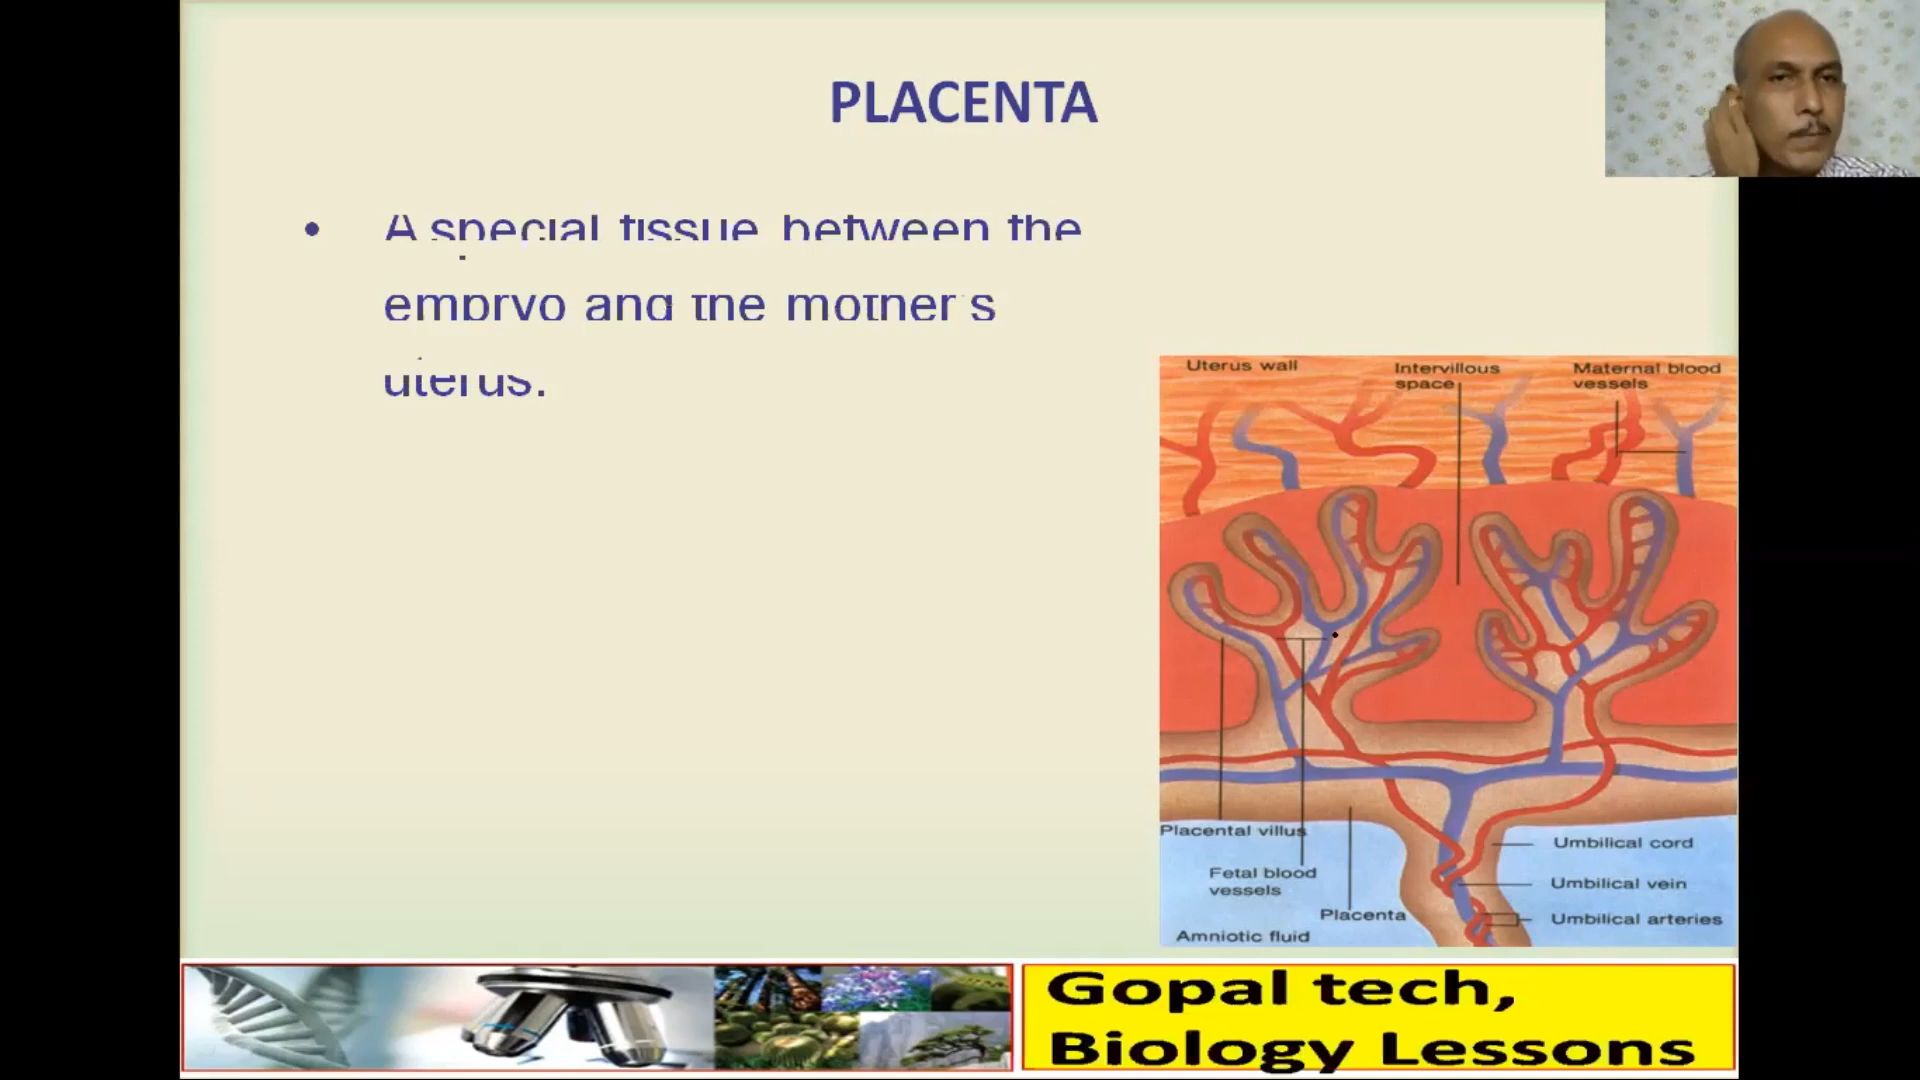 PLACENTA
• A special tissue between the
embryo and the mother's
uterus.
Uterus wall
Intervillous
space
Maternal blood
vessels
Placental villus
Fetal blood
vessels
Placenta
Amniotic fluid
Umbilical cord
Umbilical vein
Umbilical arteries
Gopal tech,
Biology Lessons